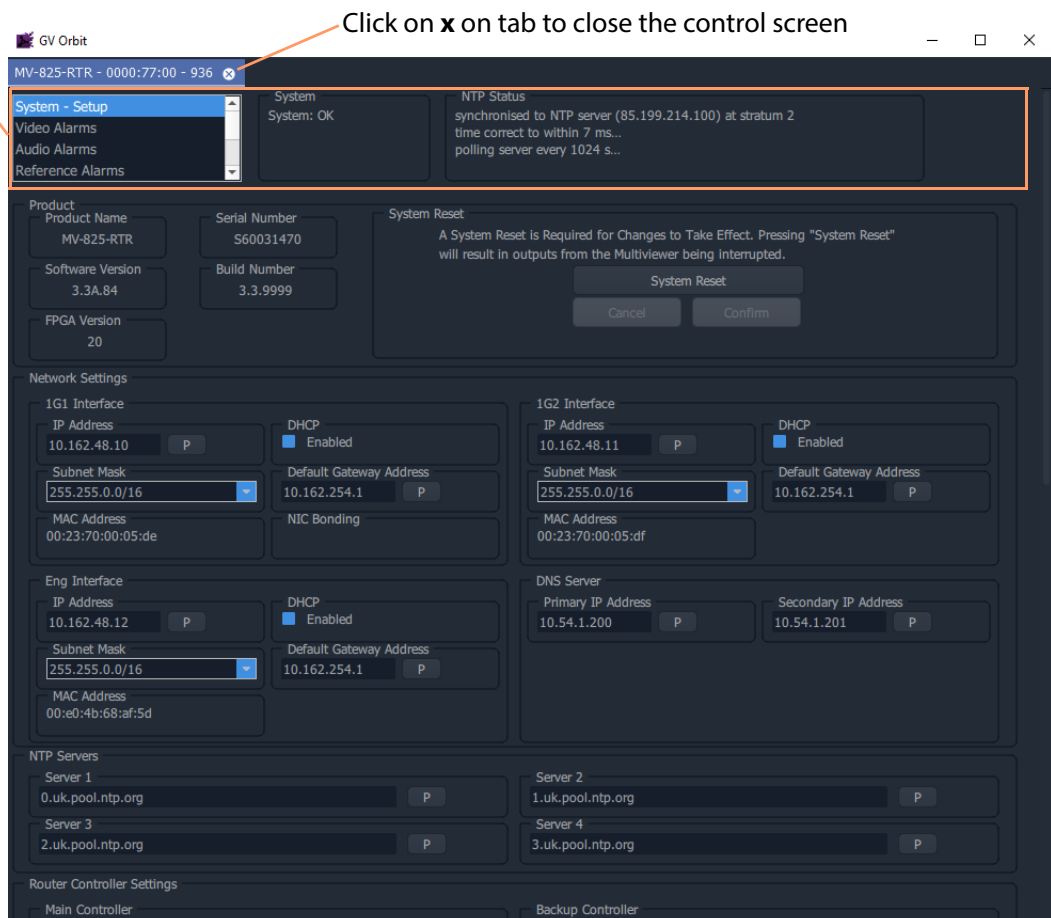 Click on x on tab to close the control screen
GV Orbit
MV-825-RTR - 0000:77:00 - 936
System - Setup
Video Alarms
Audio Alarms
Reference Alarms
System
System: OK
NTP Status
synchronised to NTP server (85.199.214.100) at stratum 2
time correct to within 7 ms...
polling server every 1024 s...
Product
Product Name
MV-825-RTR
Serial Number
S60031470
Software Version
3.3A.84
Build Number
3.3.9999
FPGA Version
20
System Reset
A System Reset is Required for Changes to Take Effect. Pressing "System Reset"
will result in outputs from the Multiviewer being interrupted.
System Reset
Cancel Confirm
Network Settings
1G1 Interface
IP Address
10.162.48.10 P
DHCP
Enabled
Subnet Mask
255.255.0.0/16
Default Gateway Address
10.162.254.1 P
MAC Address
00:23:70:00:05:de
NIC Bonding
1G2 Interface
IP Address
10.162.48.11 P
DHCP
Enabled
Subnet Mask
255.255.0.0/16
Default Gateway Address
10.162.254.1 P
MAC Address
00:23:70:00:05:df
Eng Interface
IP Address
10.162.48.12 P
DHCP
Enabled
Subnet Mask
255.255.0.0/16
Default Gateway Address
10.162.254.1 P
MAC Address
00:e0:4b:68:af:5d
DNS Server
Primary IP Address
10.54.1.200 P
Secondary IP Address
10.54.1.201 P
NTP Servers
Server 1
0.uk.pool.ntp.org P
Server 2
1.uk.pool.ntp.org P
Server 3
2.uk.pool.ntp.org P
Server 4
3.uk.pool.ntp.org P
Router Controller Settings
Main Controller
Backup Controller